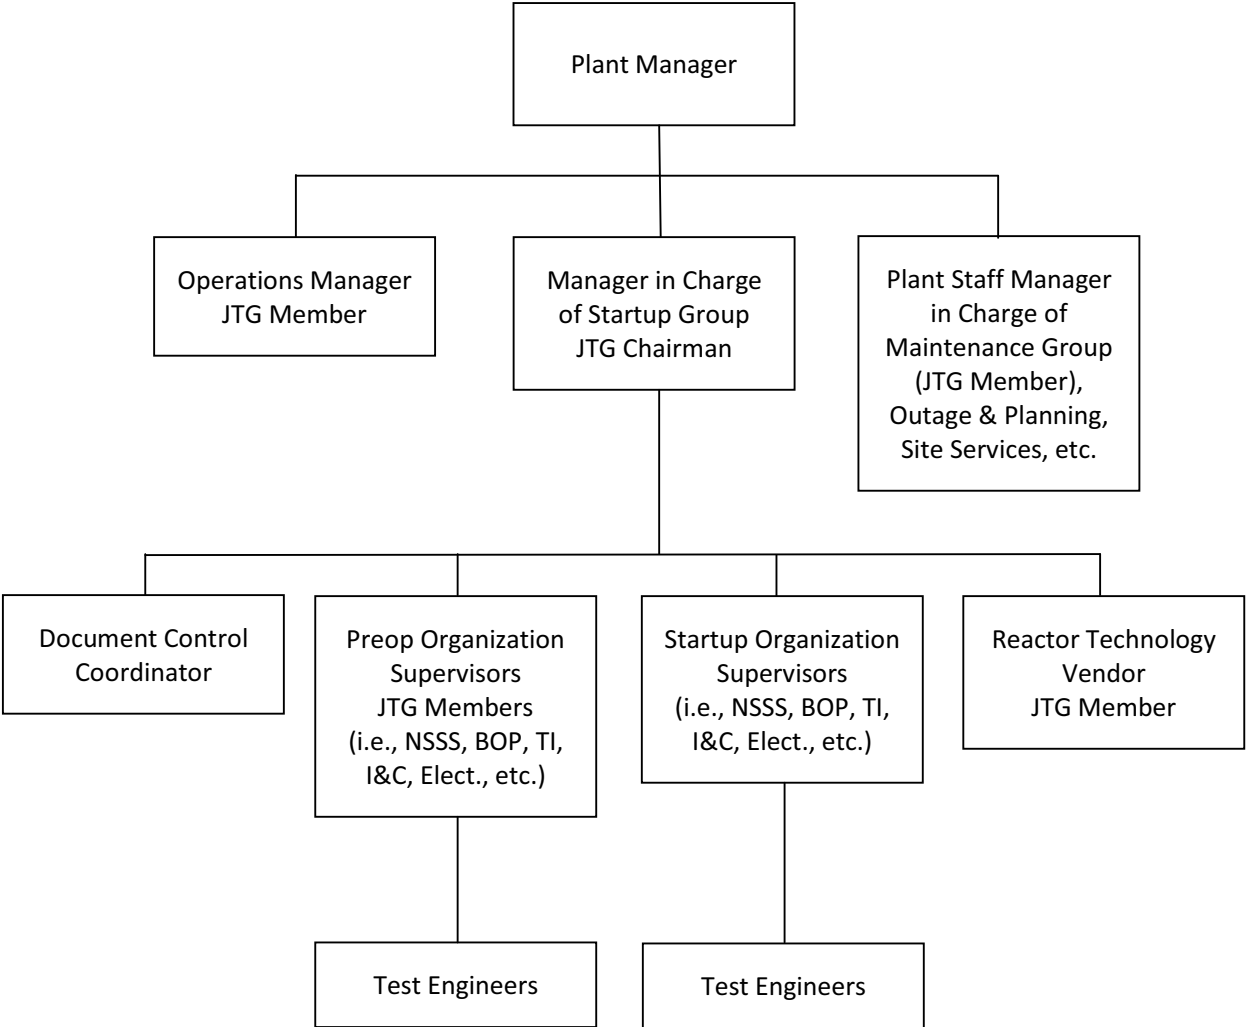 Plant Manager
Operations Manager
JTG Member
Manager in Charge
of Startup Group
JTG Chairman
Plant Staff Manager
in Charge of
Maintenance Group
(JTG Member),
Outage & Planning,
Site Services, etc.
Document Control
Coordinator
Preop Organization
Supervisors
JTG Members
(i.e., NSSS, BOP, TI,
I&C, Elect., etc.)
Startup Organization
Supervisors
(i.e., NSSS, BOP, TI,
I&C, Elect., etc.)
Reactor Technology
Vendor
JTG Member
Test Engineers
Test Engineers